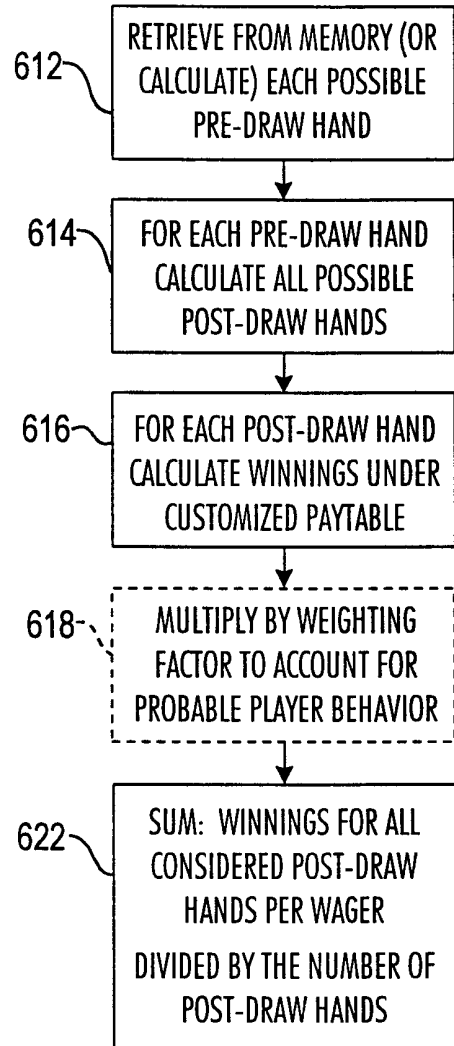 612
RETRIEVE FROM MEMORY (OR
CALCULATE) EACH POSSIBLE
PRE-DRAW HAND
614
FOR EACH PRE-DRAW HAND
CALCULATE ALL POSSIBLE
POST-DRAW HANDS
616
FOR EACH POST-DRAW HAND
CALCULATE WINNINGS UNDER
CUSTOMIZED PAYTABLE
618
MULTIPLY BY WEIGHTING
FACTOR TO ACCOUNT FOR
PROBABLE PLAYER BEHAVIOR
622
SUM: WINNINGS FOR ALL
CONSIDERED POST-DRAW
HANDS PER WAGER
DIVIDED BY THE NUMBER OF
POST-DRAW HANDS